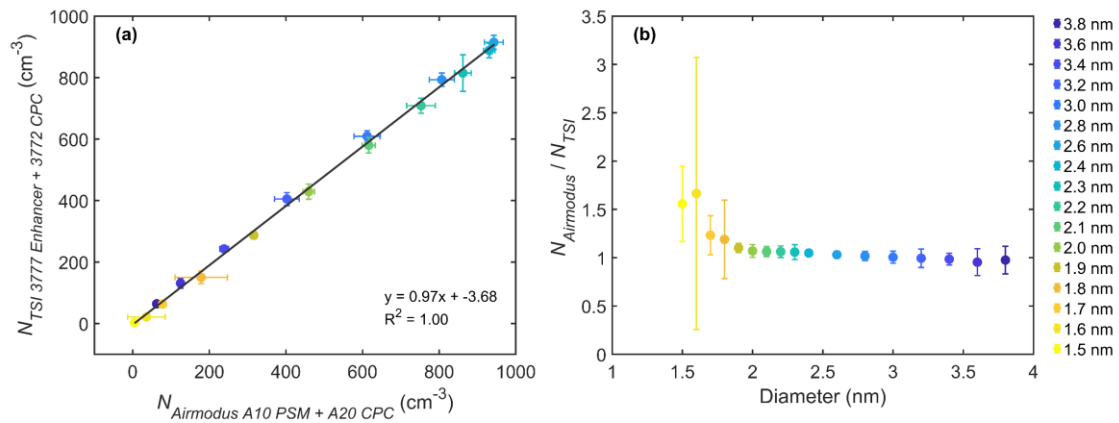 (a)
1000
800
600
400
200
0
N TSI 3777 Enhancer + 3772 CPC (cm-3)
y = 0.97x + -3.68
R2 = 1.00
0 200 400 600 800 1000
N Airmodus A10 PSM + A20 CPC (cm-3)
(b)
3.5
3
2.5
2
1.5
1
0.5
0
N Airmodus / N TSI
1 1.5 2 2.5 3 3.5 4
Diameter (nm)
3.8 nm
3.6 nm
3.4 nm
3.2 nm
3.0 nm
2.8 nm
2.6 nm
2.4 nm
2.3 nm
2.2 nm
2.1 nm
2.0 nm
1.9 nm
1.8 nm
1.7 nm
1.6 nm
1.5 nm